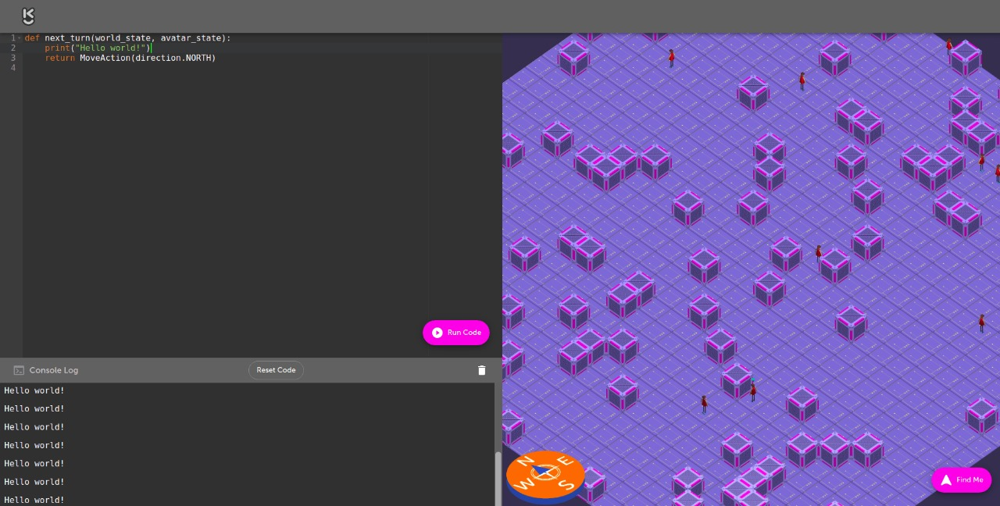 1 def next_turn(world_state, avatar_state):
2 print("Hello world!")
3 return MoveAction(direction.NORTH)
4
Run Code
Console Log
Reset Code
Hello world!
Hello world!
Hello world!
Hello world!
Hello world!
Hello world!
Hello world!
N
E
W
S
Find Me